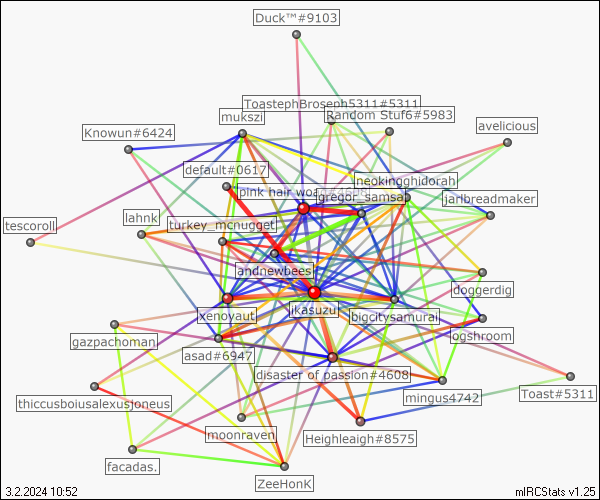 Duck™#9103
ToastephBroseph5311#5311
mukszi
Random Stuf6#5983
Knowun#6424
avelicious
default#0617
neokingghidorah
pink hair
gregor_samsa
jarlbreadmaker
lahnk
turkey_mcnugget
tescoroll
andnewbees
doggerdig
xenoyaut
jkasuzu
bigcitysamurai
gazpachoman
ogshroom
asad#6947
disaster of passion#4608
thiccusboiusalexusjoneus
mingus4742
Toast#5311
moonraven
Heighleaigh#8575
facadas.
ZeeHonK
3.2.2024 10:52
mIRCStats v1.25